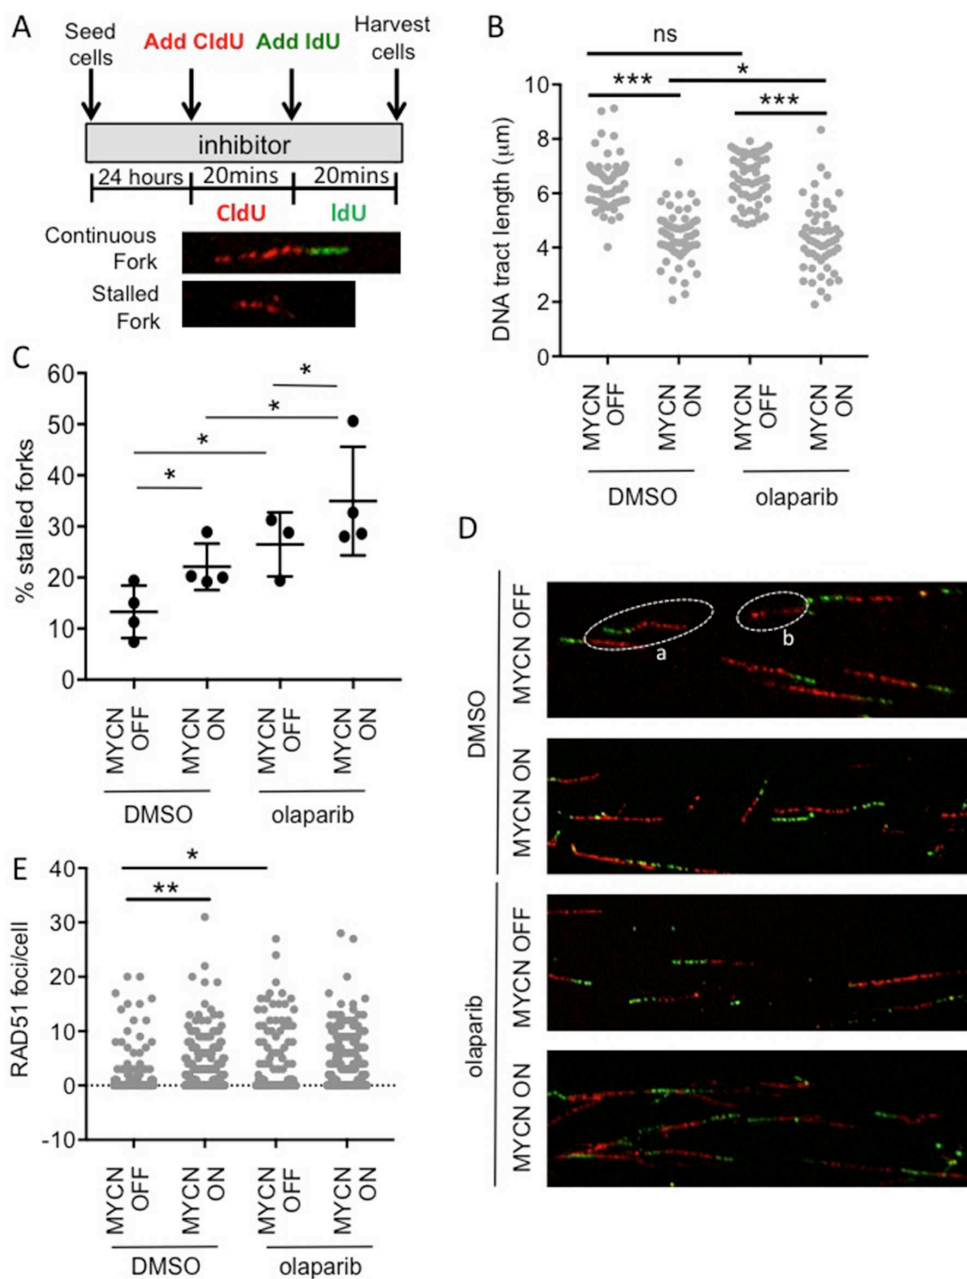 A
Seed cells
Add CldU
Add IdU
Harvest cells
inhibitor
24 hours
20mins
20mins
CldU
IdU
Continuous Fork
Stalled Fork
B
ns
***
*
***
DNA tract length (μm)
10
8
6
4
2
0
MYCN OFF
MYCN ON
MYCN OFF
MYCN ON
DMSO
olaparib
C
% stalled forks
60
50
40
30
20
10
0
*
*
*
*
MYCN OFF
MYCN ON
MYCN OFF
MYCN ON
DMSO
olaparib
D
DMSO
MYCN OFF
a
b
MYCN ON
olaparib
MYCN OFF
MYCN ON
E
RAD51 foci/cell
40
30
20
10
0
-10
*
**
MYCN OFF
MYCN ON
MYCN OFF
MYCN ON
DMSO
olaparib